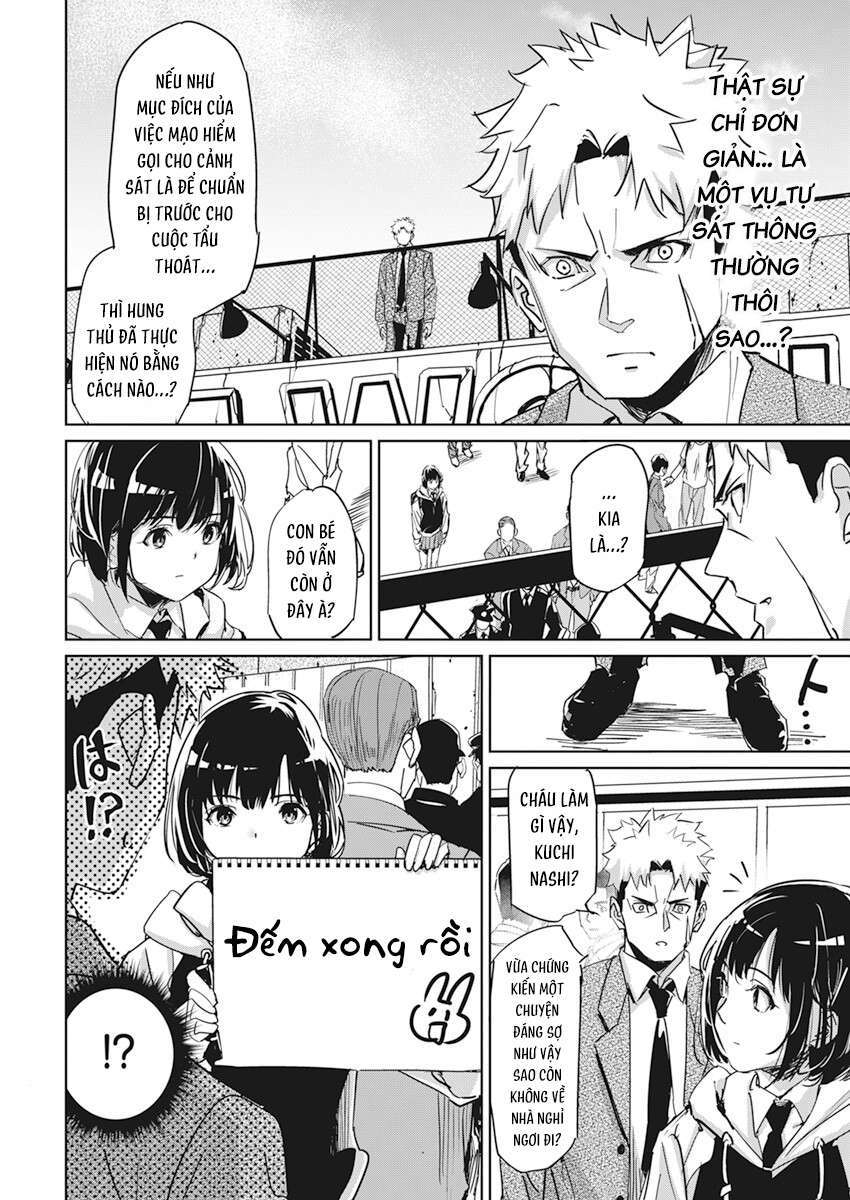 THẬT SỰ
CHỈ ĐƠN
GIẢN... LÀ
MỘT VỤ TỰ
SÁT THÔNG
THƯỜNG
THÔI
SAO...?
NẾU NHƯ
MỤC ĐÍCH CỦA
VIỆC MẠO HIỂM
GỌI CHO CẢNH
SÁT LÀ ĐỂ CHUẨN
BỊ TRƯỚC CHO
CUỘC TẨU
THOÁT...
THÌ HUNG
THỦ ĐÃ THỰC
HIỆN NÓ BẰNG
CÁCH NÀO...?
...
KIA
LÀ...?
CON BÉ
ĐÓ VẪN
CÒN Ở
ĐÂY À?
ト...
CHÁU LÀM
GÌ VẬY,
KUCHI
NASHI?
VỪA CHỨNG
KIẾN MỘT
CHUYỆN
ĐÁNG SỢ
NHƯ VẬY
SAO CÒN
KHÔNG VỀ
NHÀ NGHỈ
NGƠI ĐI?
Đếm xong rồi
は!?
!?